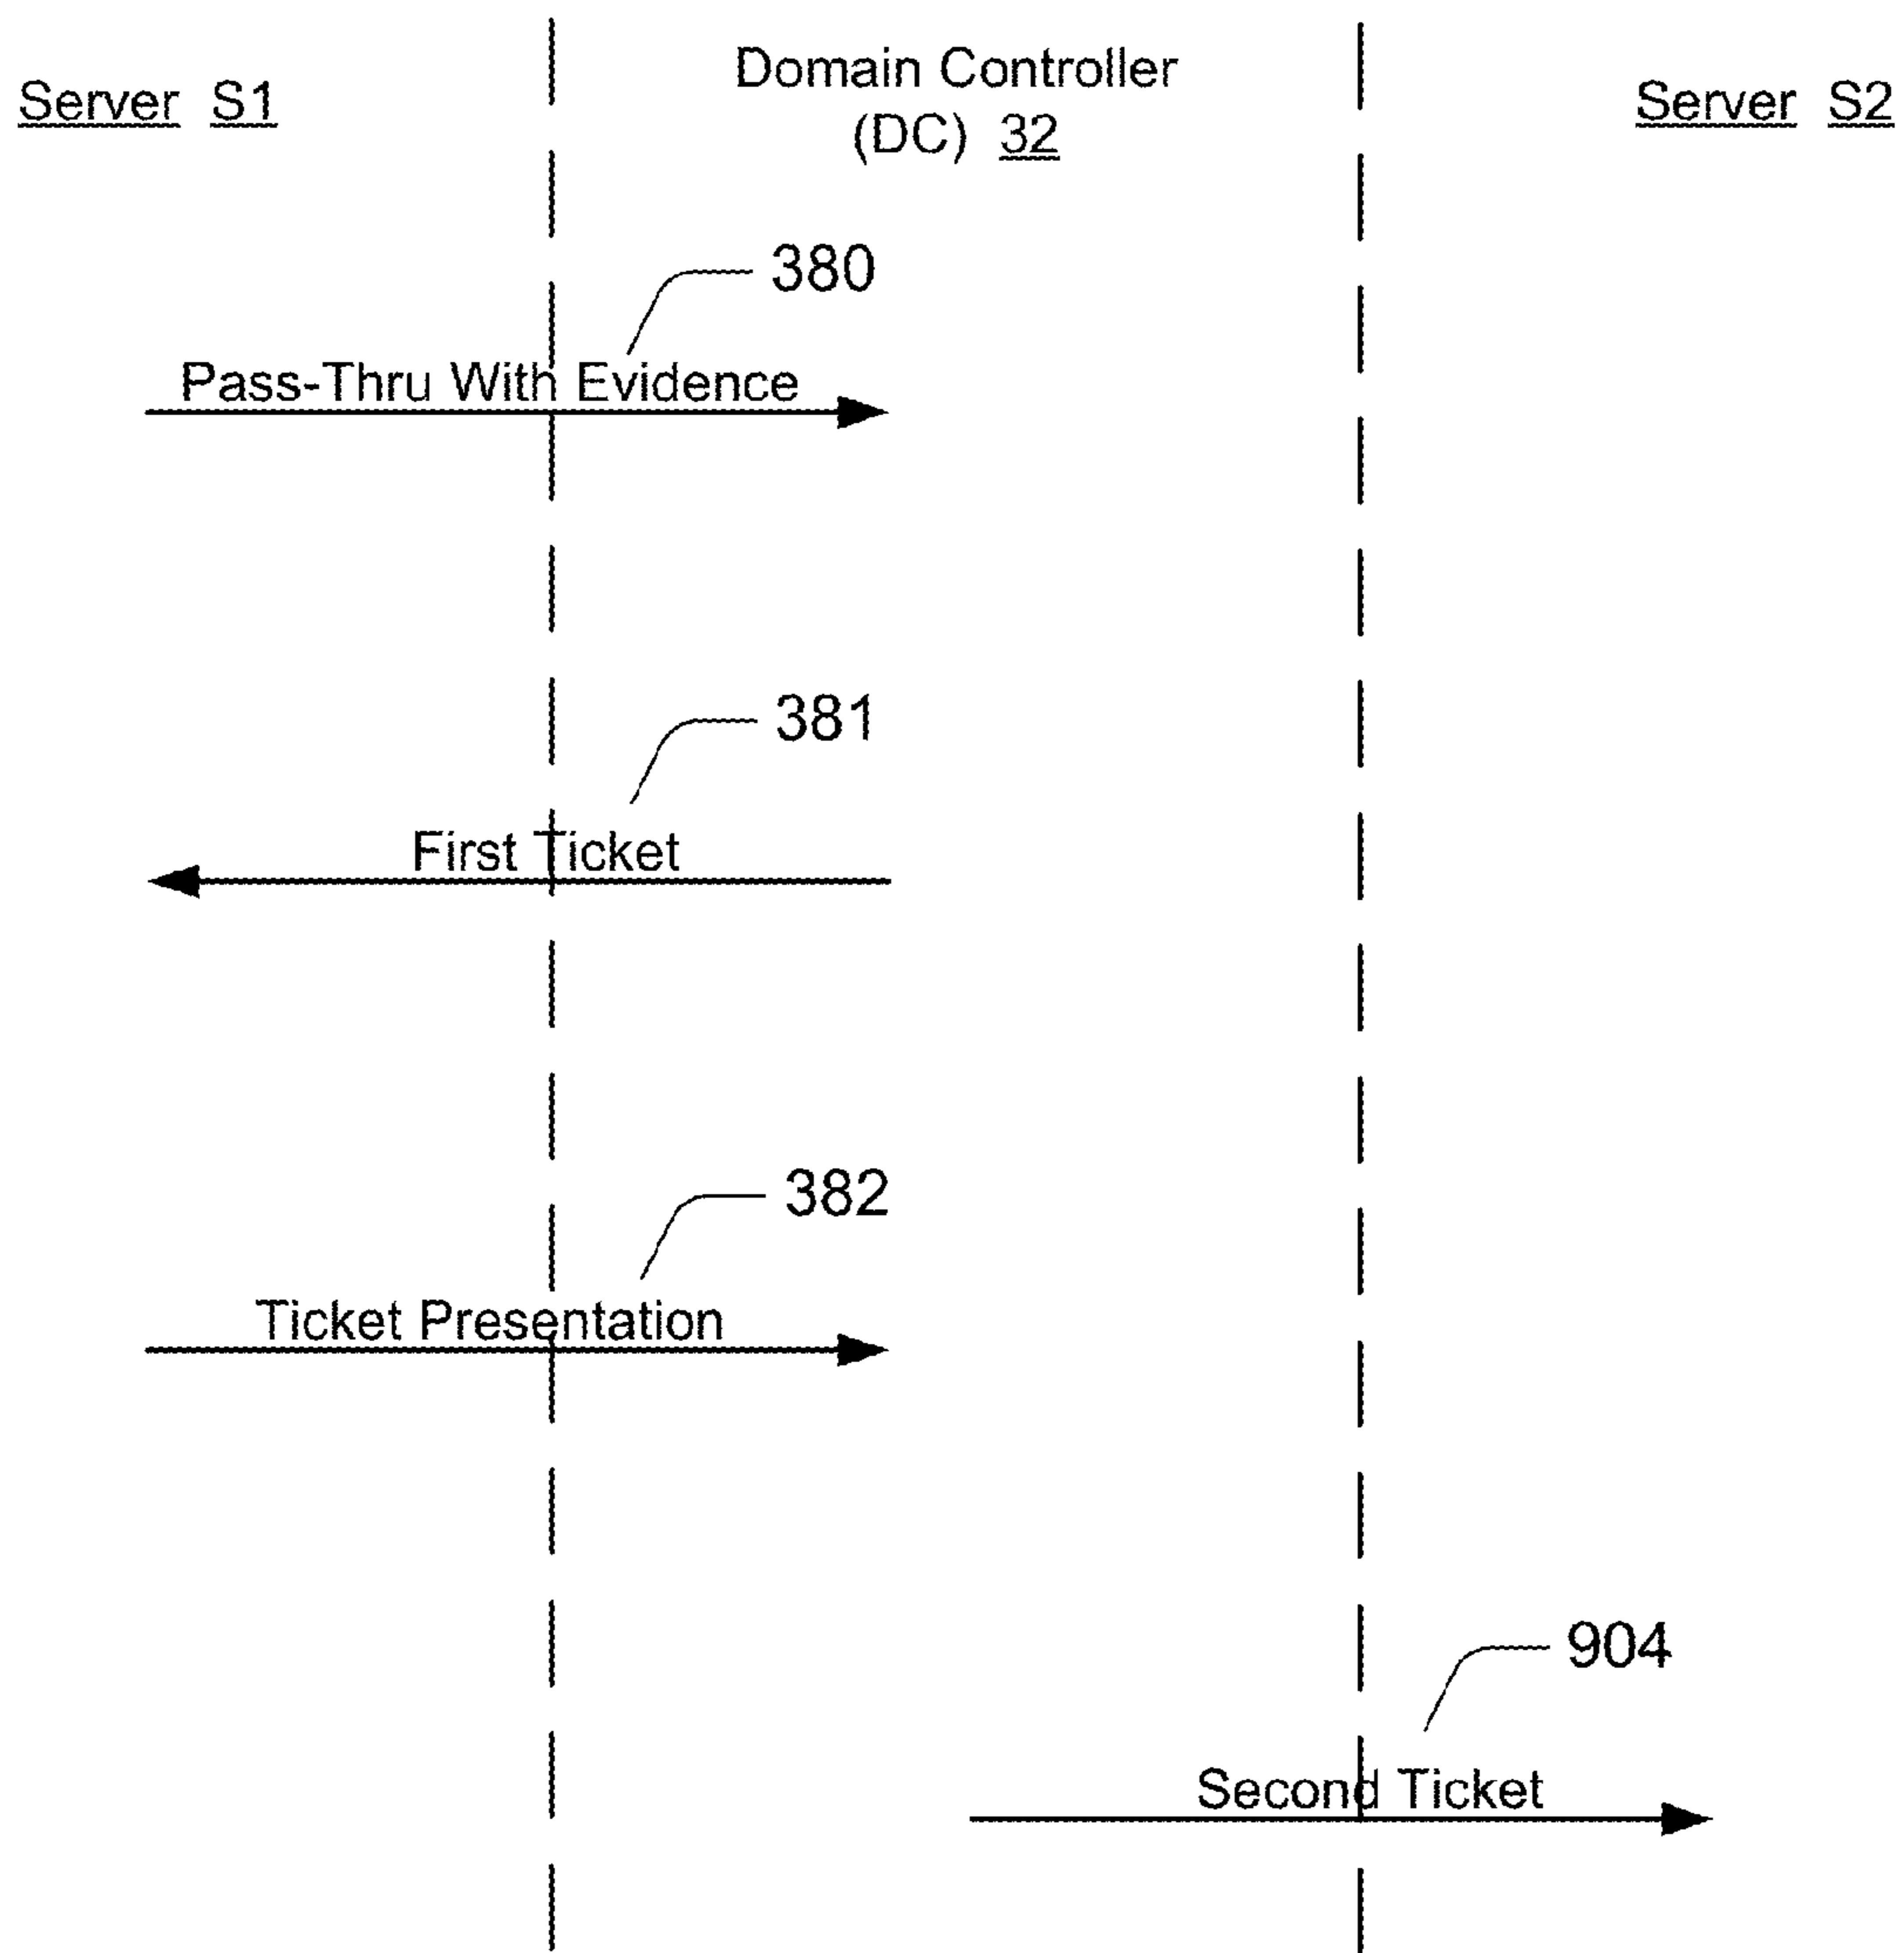 Server S1
Domain Controller
(DC) 32
Server S2
380
Pass-Thru With Evidence
381
First Ticket
382
Ticket Presentation
904
Second Ticket